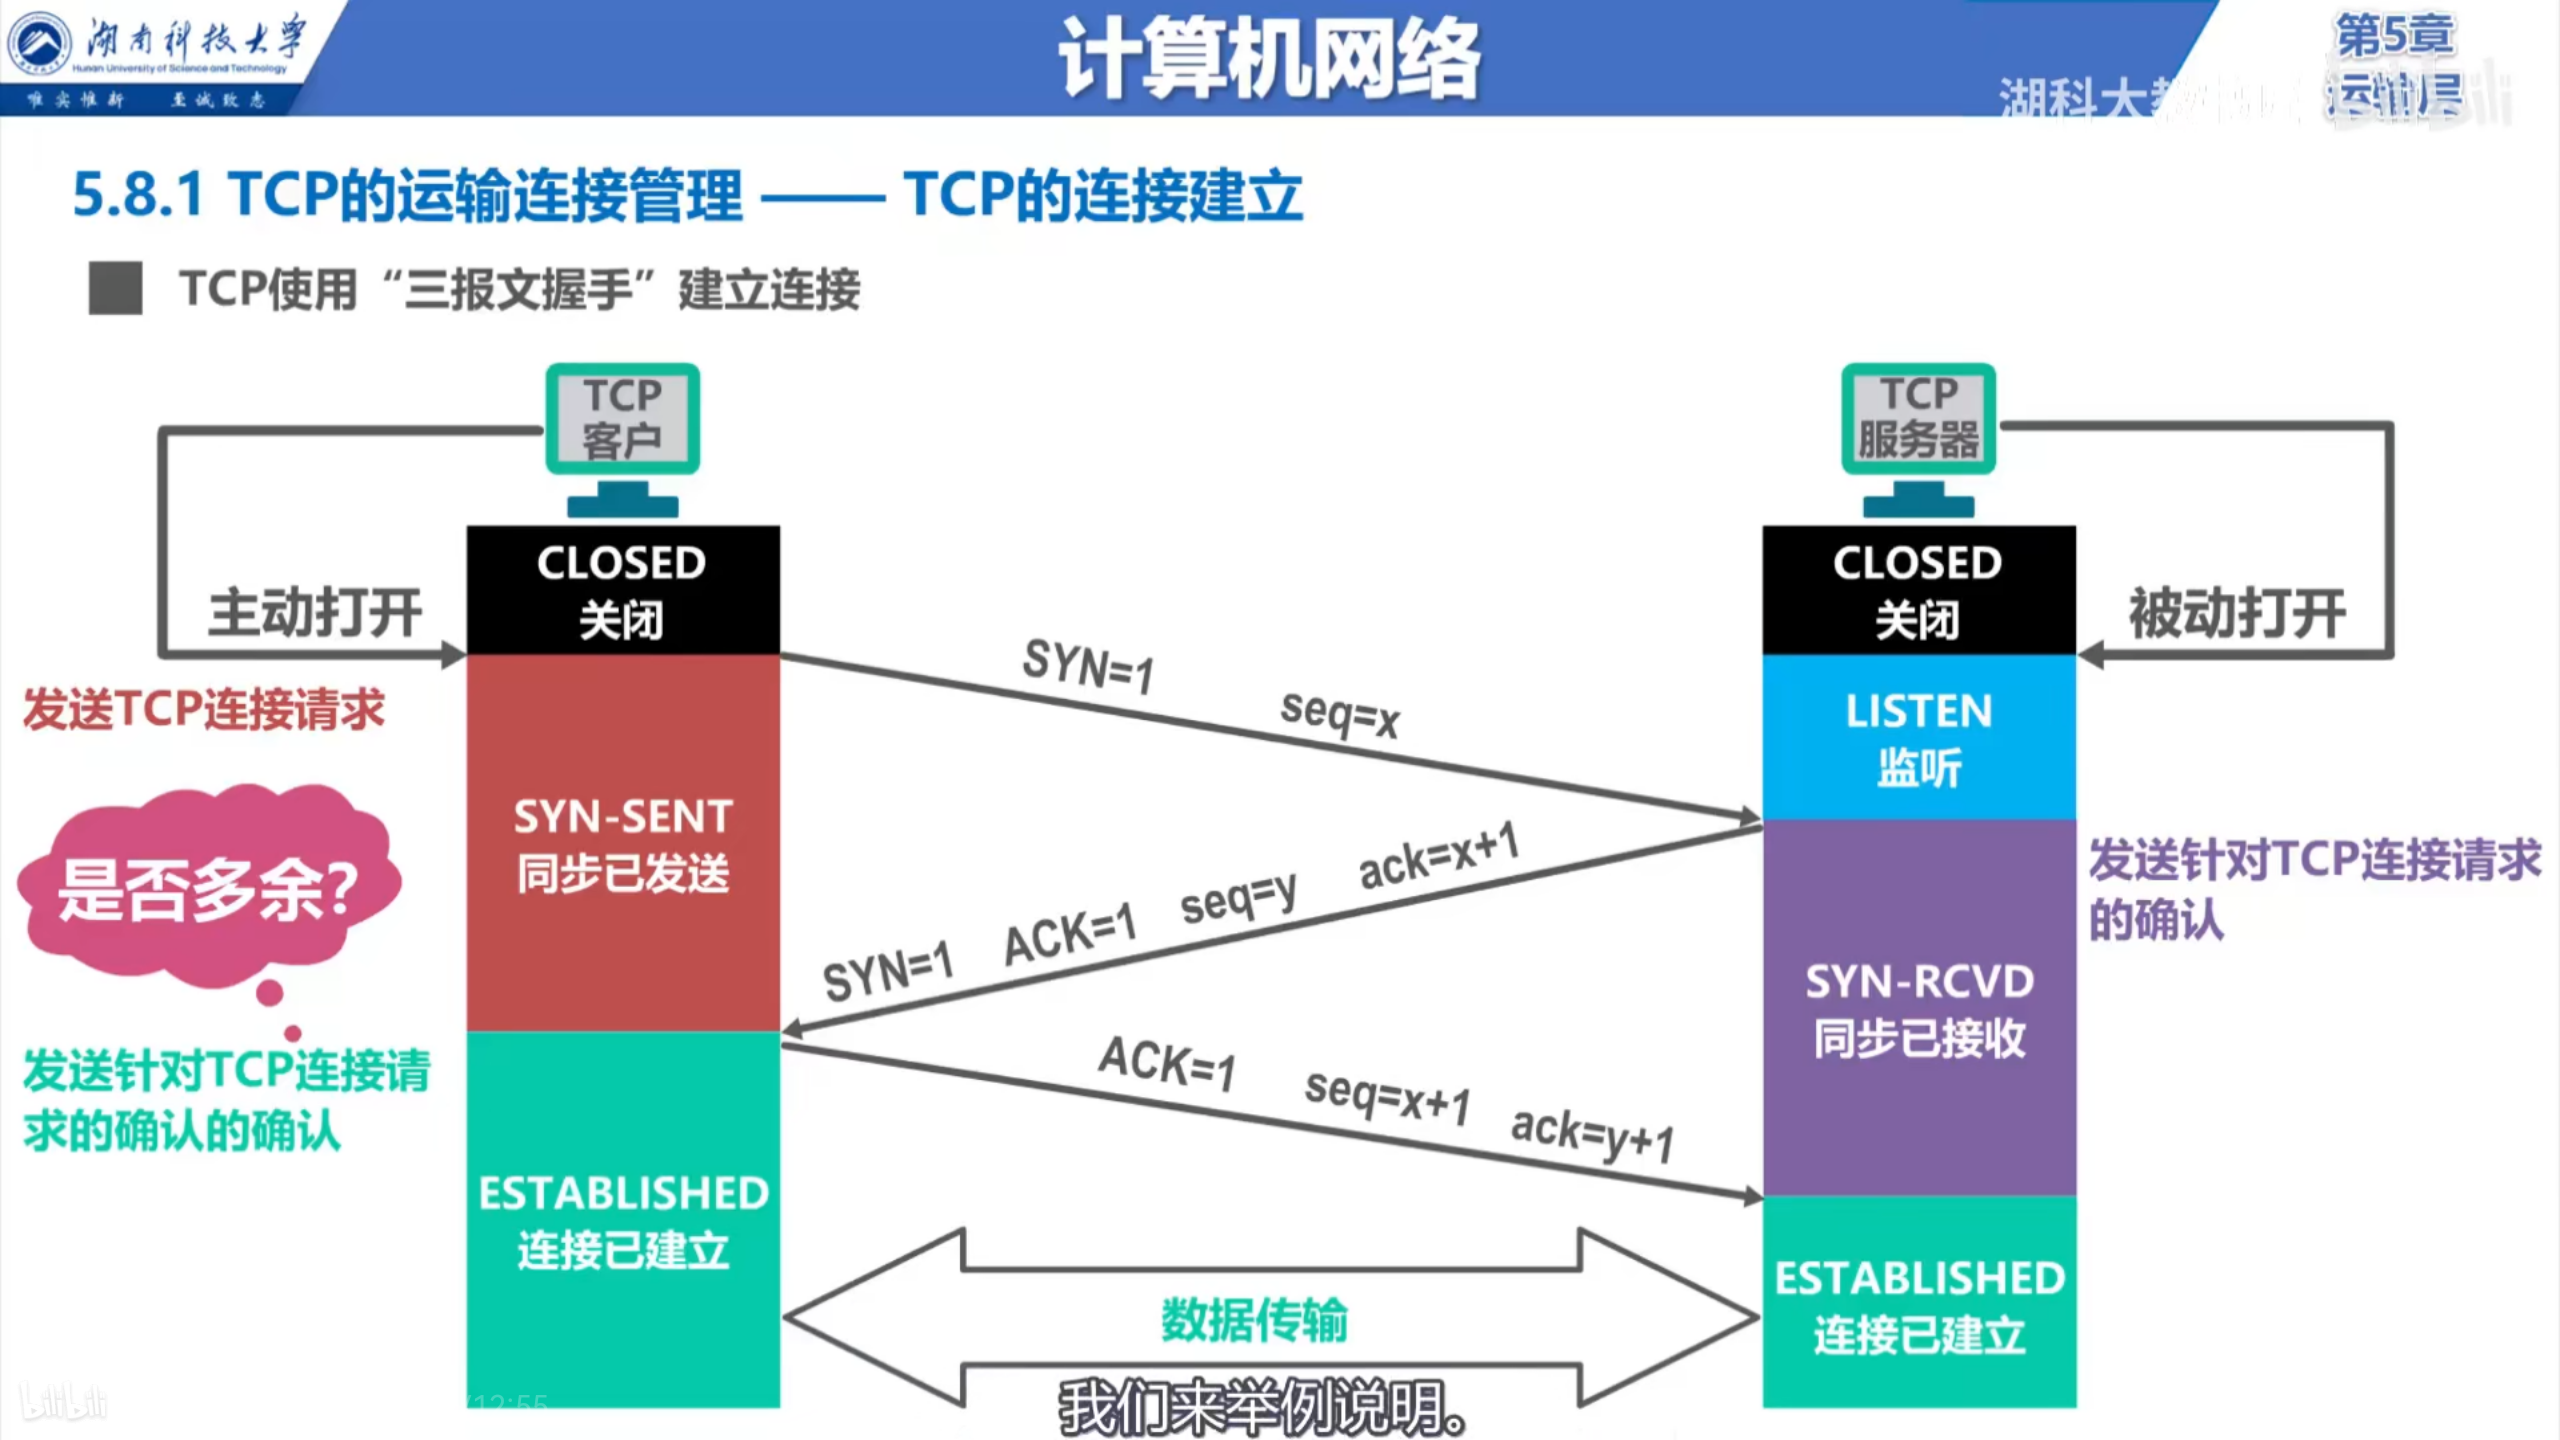 湖南科技大学
Hunan University of Science and Technology
唯实惟新 至诚致志
计算机网络
第5章
运输层
湖科大教
bilibili
5.8.1 TCP的运输连接管理 —— TCP的连接建立
TCP使用“三报文握手”建立连接
TCP
客户
TCP
服务器
主动打开
CLOSED
关闭
CLOSED
关闭
被动打开
发送TCP连接请求
SYN=1 seq=x
LISTEN
监听
是否多余?
SYN-SENT
同步已发送
SYN=1 ACK=1 seq=y ack=x+1
发送针对TCP连接请求
的确认
SYN-RCVD
同步已接收
发送针对TCP连接请
求的确认的确认
ACK=1 seq=x+1 ack=y+1
ESTABLISHED
连接已建立
ESTABLISHED
连接已建立
数据传输
我们来举例说明。
bilibili
/12:55